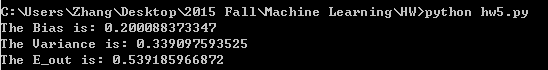 C:\Users\Zhang\Desktop\2015 Fall\Machine Learning\HW>python hw5.py
The Bias is: 0.200088373347
The Variance is: 0.339097593525
The E_out is: 0.539185966872